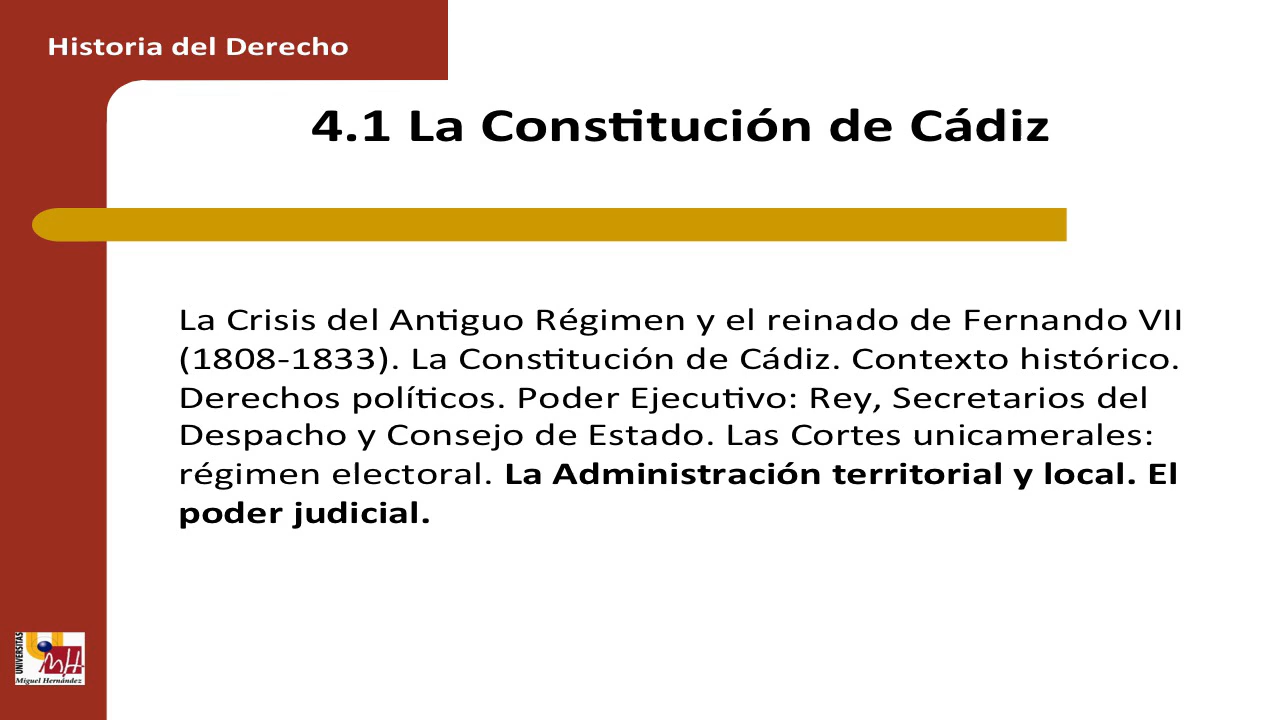 Historia del Derecho
4.1 La Constitución de Cádiz
La Crisis del Antiguo Régimen y el reinado de Fernando VII
(1808-1833). La Constitución de Cádiz. Contexto histórico.
Derechos políticos. Poder Ejecutivo: Rey, Secretarios del
Despacho y Consejo de Estado. Las Cortes unicamerales:
régimen electoral. La Administración territorial y local. El
poder judicial.
UNIVERSITAS
MH
Miguel Hernández